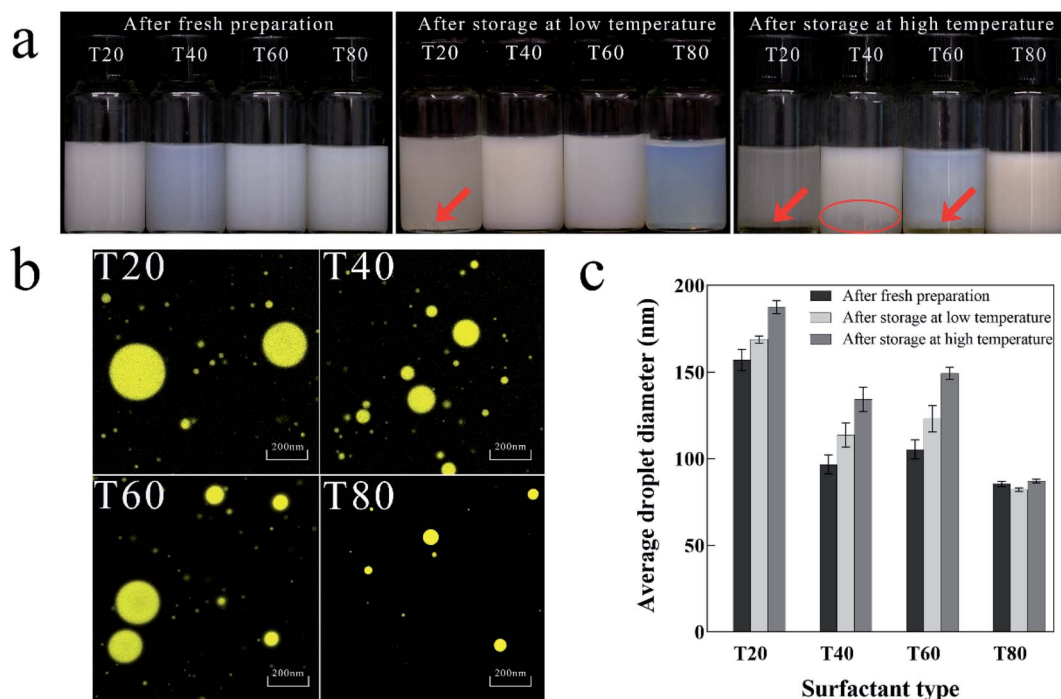 a
After fresh preparation
T20 T40 T60 T80
After storage at low temperature
T20 T40 T60 T80
After storage at high temperature
T20 T40 T60 T80
b
T20
200nm
T40
200nm
T60
200nm
T80
200nm
c
Average droplet diameter (nm)
200
150
100
50
0
After fresh preparation
After storage at low temperature
After storage at high temperature
T20 T40 T60 T80
Surfactant type